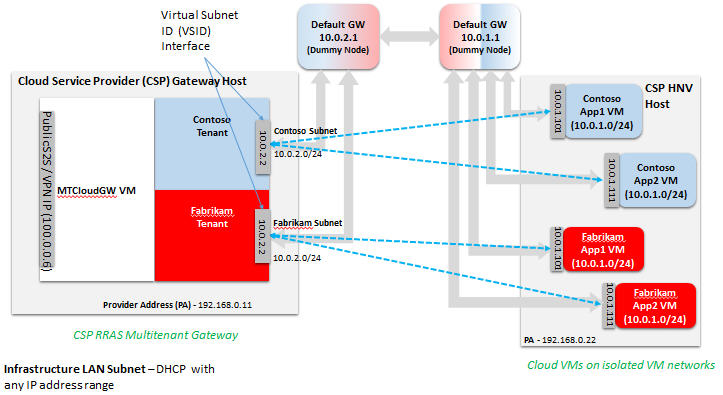 Virtual Subnet
ID (VSID)
Interface
Default GW
10.0.2.1
(Dummy Node)
Default GW
10.0.1.1
(Dummy Node)
Cloud Service Provider (CSP) Gateway Host
PublicS2S / VPN IP (100.0.0.6)
MTCloudGW VM
Contoso
Tenant
10.0.2.2
Contoso Subnet
10.0.2.0/24
Fabrikam
Tenant
10.0.2.2
Fabrikam Subnet
10.0.2.0/24
Provider Address (PA) - 192.168.0.11
CSP RRAS Multitenant Gateway
CSP HNV
Host
10.0.1.101
Contoso
App1 VM
(10.0.1.0/24)
10.0.1.111
Contoso
App2 VM
(10.0.1.0/24)
10.0.1.101
Fabrikam
App1 VM
(10.0.1.0/24)
10.0.1.111
Fabrikam
App2 VM
(10.0.1.0/24)
PA - 192.168.0.22
Cloud VMs on isolated VM networks
Infrastructure LAN Subnet – DHCP with
any IP address range